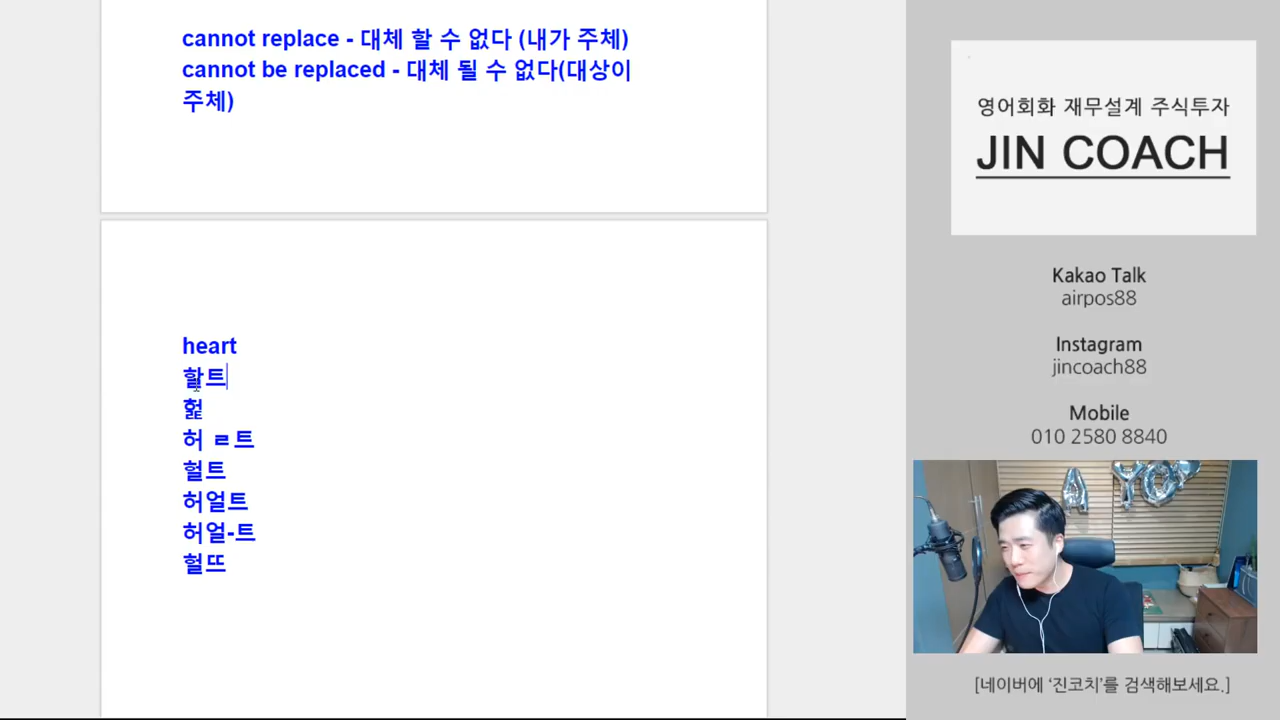 cannot replace - 대체 할 수 없다 (내가 주체)
cannot be replaced - 대체 될 수 없다(대상이
주체)
heart
할트
헕
허 ㄹ트
헐트
허얼트
허얼-트
헐뜨
영어회화 재무설계 주식투자
JIN COACH
Kakao Talk
airpos88
Instagram
jincoach88
Mobile
010 2580 8840
A YO
[네이버에 ‘진코치’를 검색해보세요.]